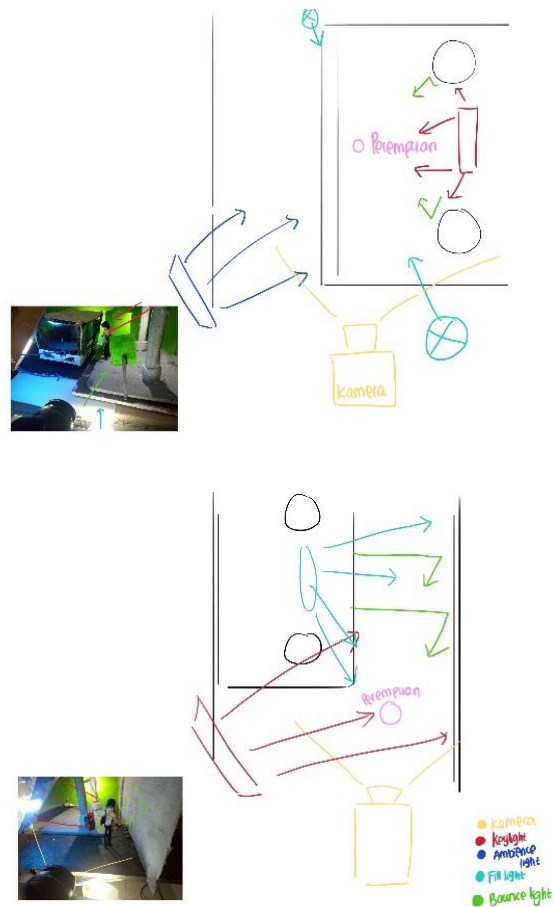 Perempuan
kamera
Perempuan
Kamera
Keylight
Ambience
light
Fill light
Bounce light